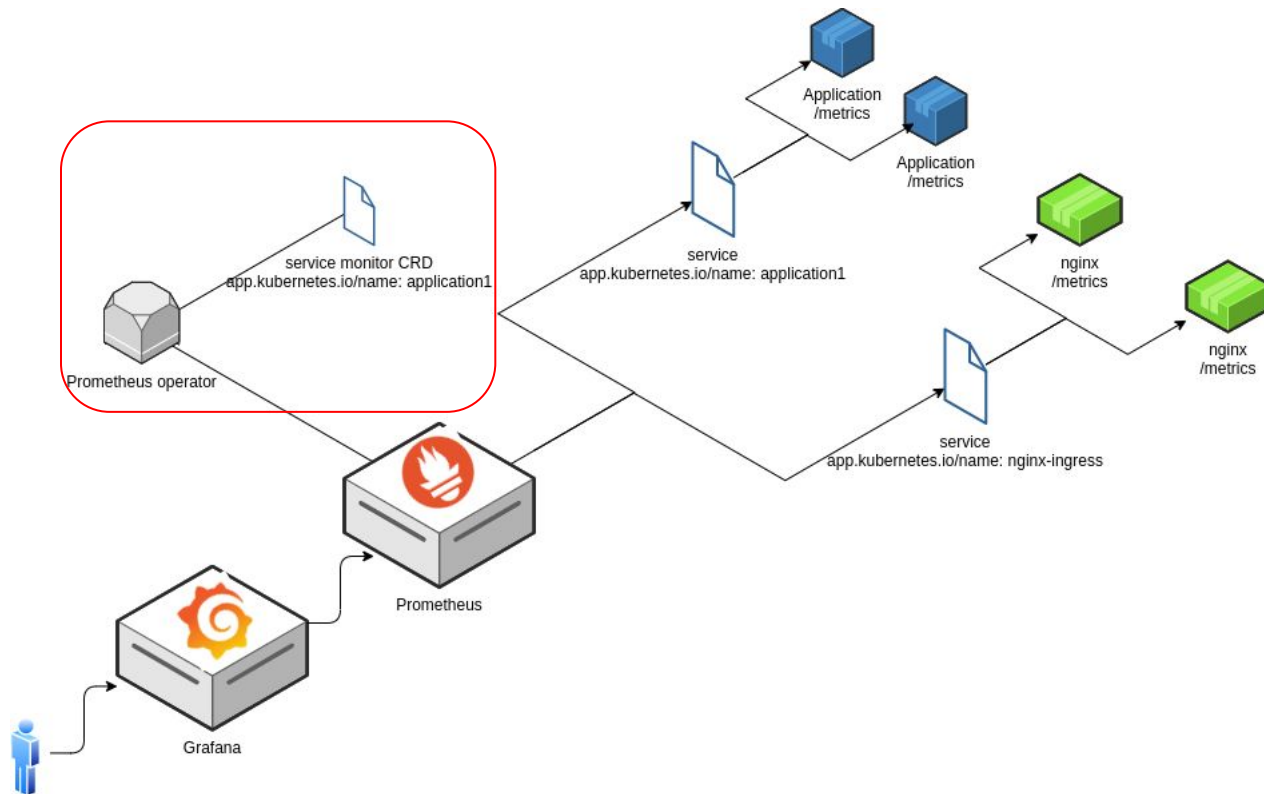 Application
/metrics
Application
/metrics
service monitor CRD
app.kubernetes.io/name: application1
service
app.kubernetes.io/name: application1
nginx
/metrics
nginx
/metrics
Prometheus operator
service
app.kubernetes.io/name: nginx-ingress
Prometheus
Grafana